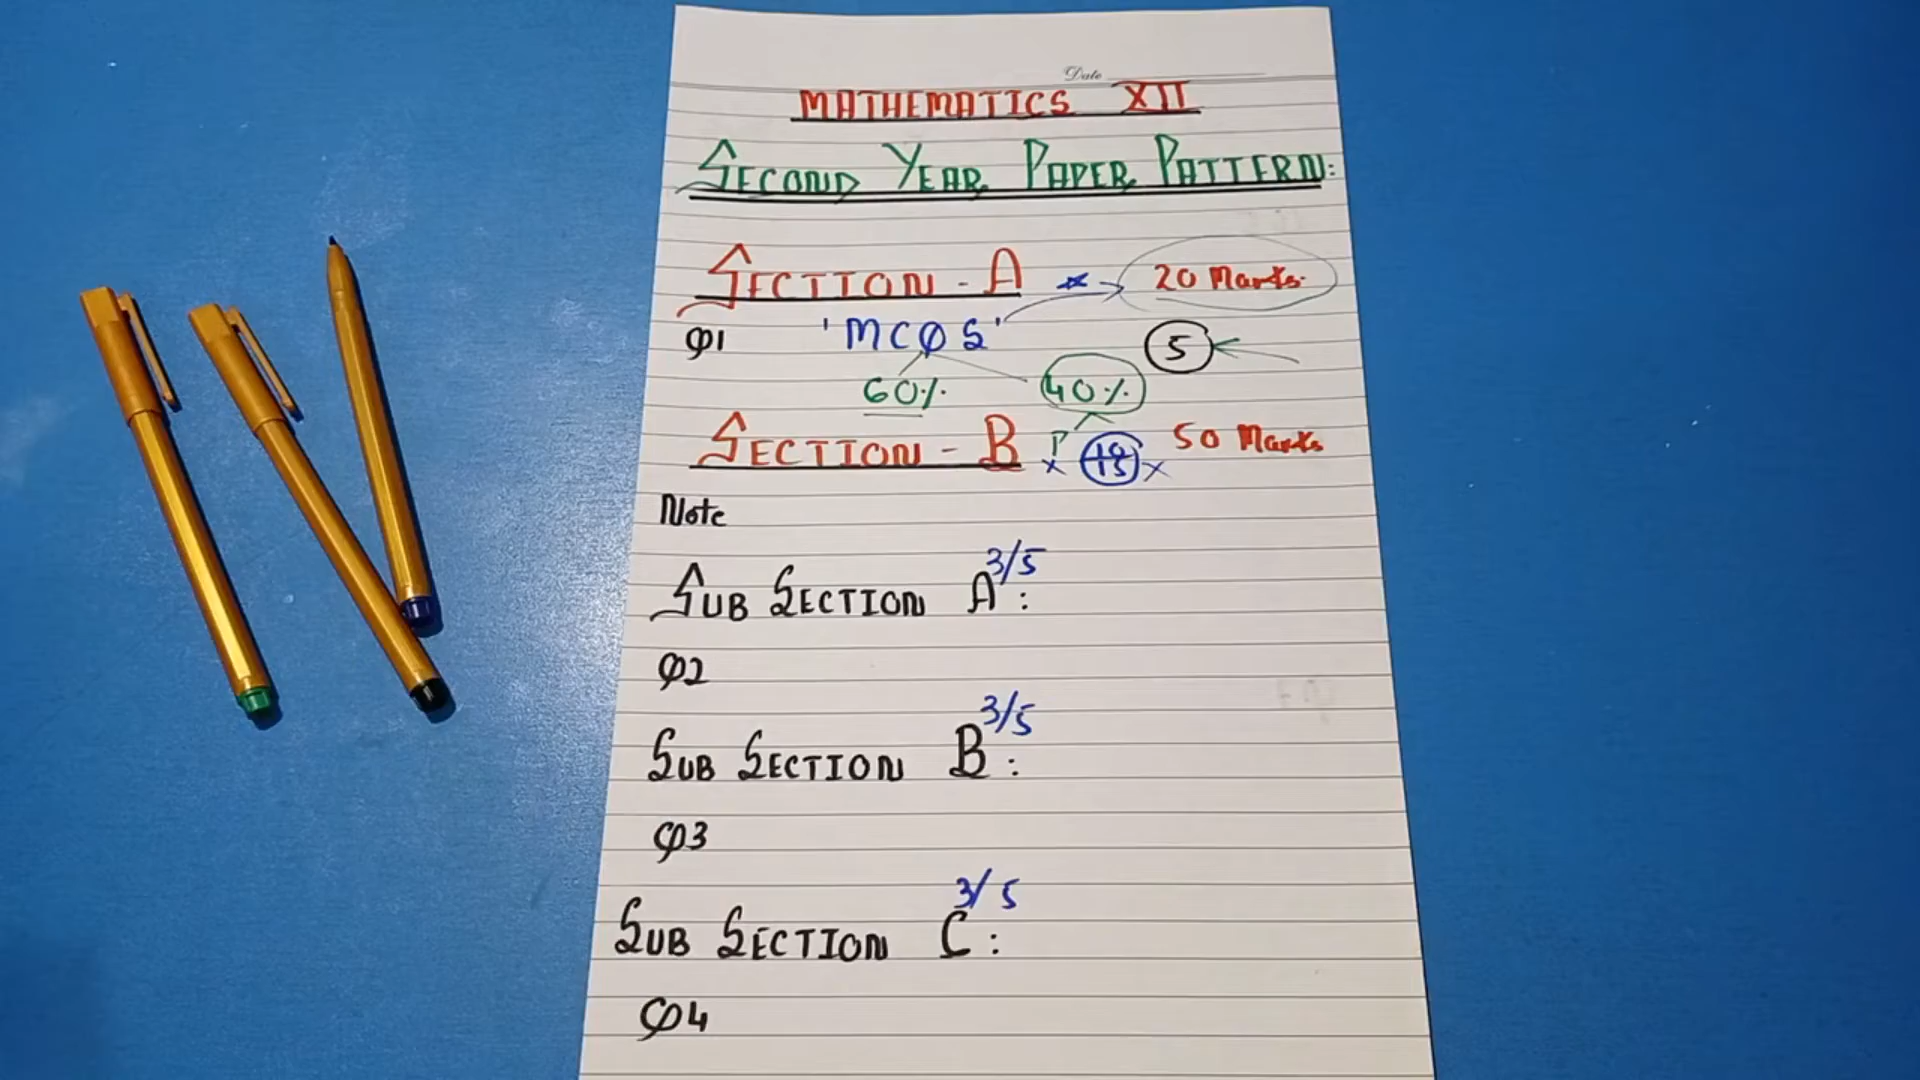 Date
MATHEMATICS XII
SECOND YEAR PAPER PATTERN:
SECTION - A 20 Marks.
Q1 'MCQS' 5
60% 40%
SECTION - B 50 Marks
Note
3/5
SUB SECTION A :
Q2
3/5
SUB SECTION B :
Q3
3/5
SUB SECTION C :
Q4